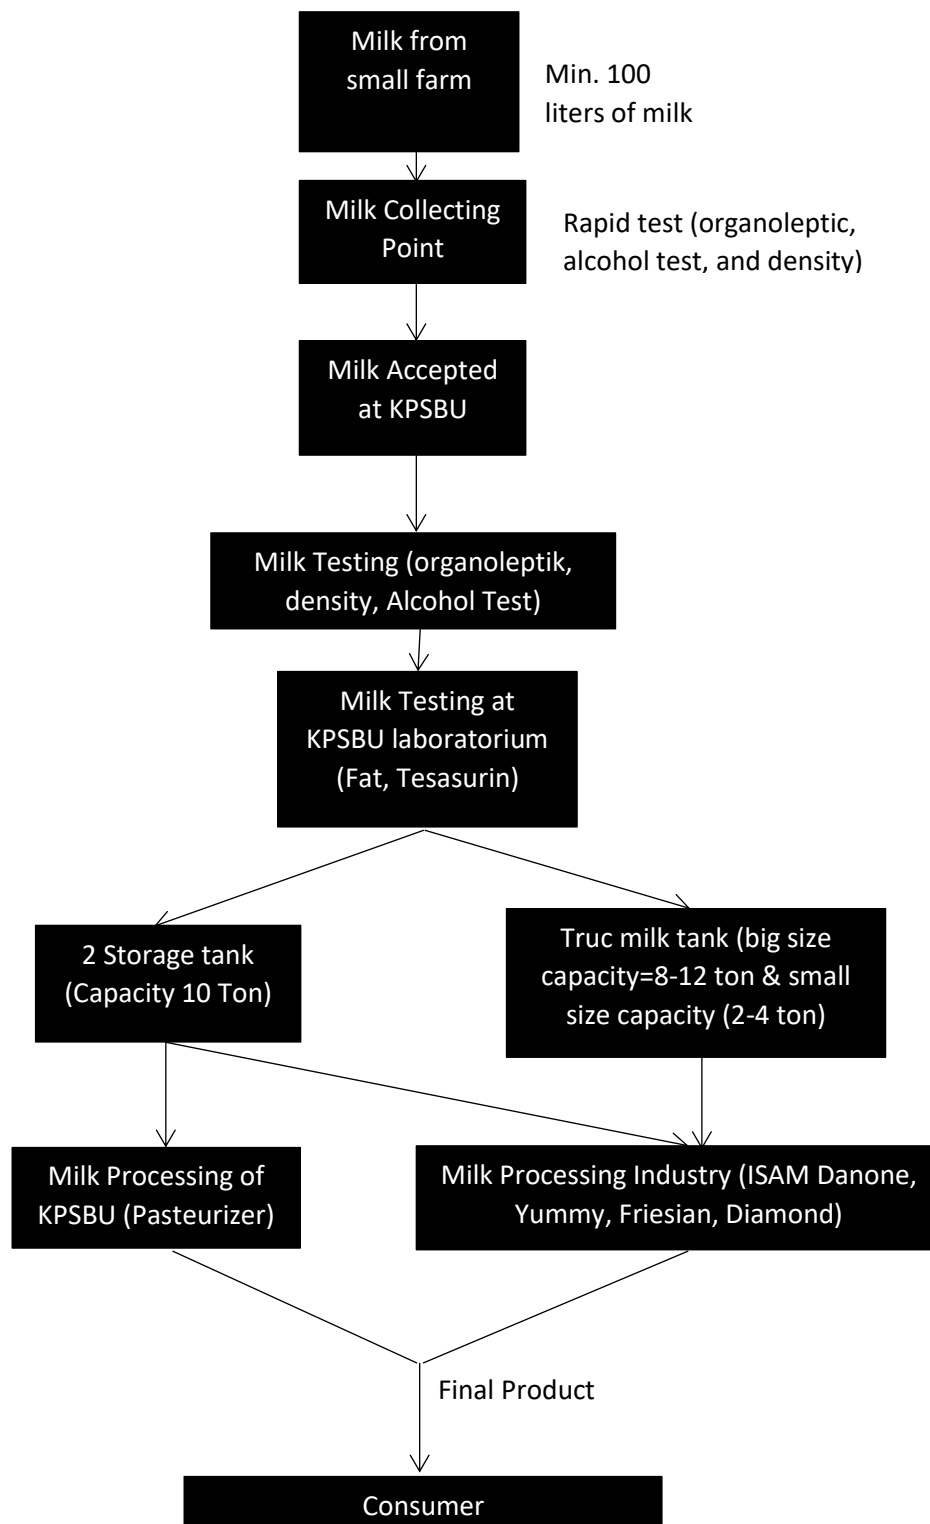 Milk from
small farm
Min. 100
liters of milk
Milk Collecting
Point
Rapid test (organoleptic,
alcohol test, and density)
Milk Accepted
at KPSBU
Milk Testing (organoleptik,
density, Alcohol Test)
Milk Testing at
KPSBU laboratorium
(Fat, Tesasurin)
2 Storage tank
(Capacity 10 Ton)
Truc milk tank (big size
capacity=8-12 ton & small
size capacity (2-4 ton)
Milk Processing of
KPSBU (Pasteurizer)
Milk Processing Industry (ISAM Danone,
Yummy, Friesian, Diamond)
Final Product
Consumer